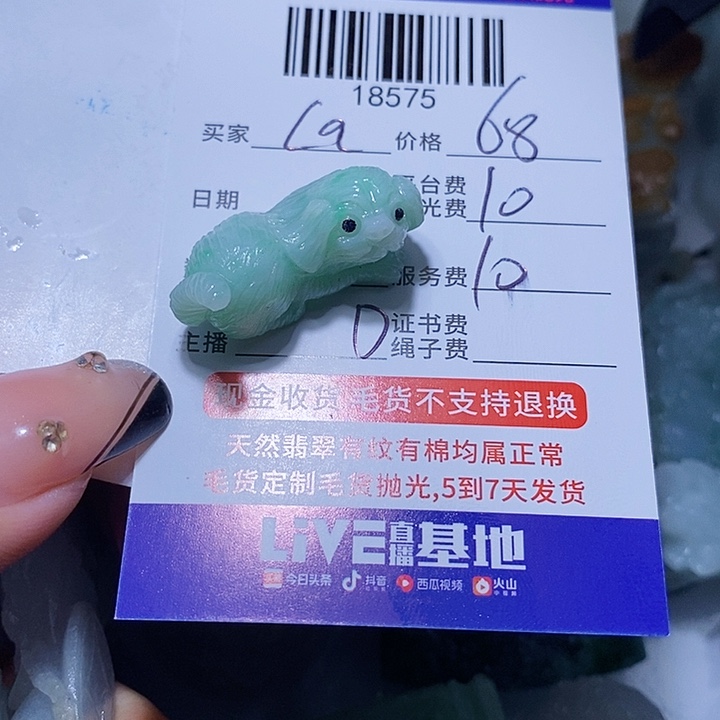 18575
买家 la 价格 68
日期 台费
光费 10
服务费 10
主播 D 证书费
绳子费
现金收货 毛货不支持退换
天然翡翠有纹有棉均属正常
毛货定制毛货抛光,5到7天发货
LiVE直播基地
今日头条 抖音 西瓜视频 火山